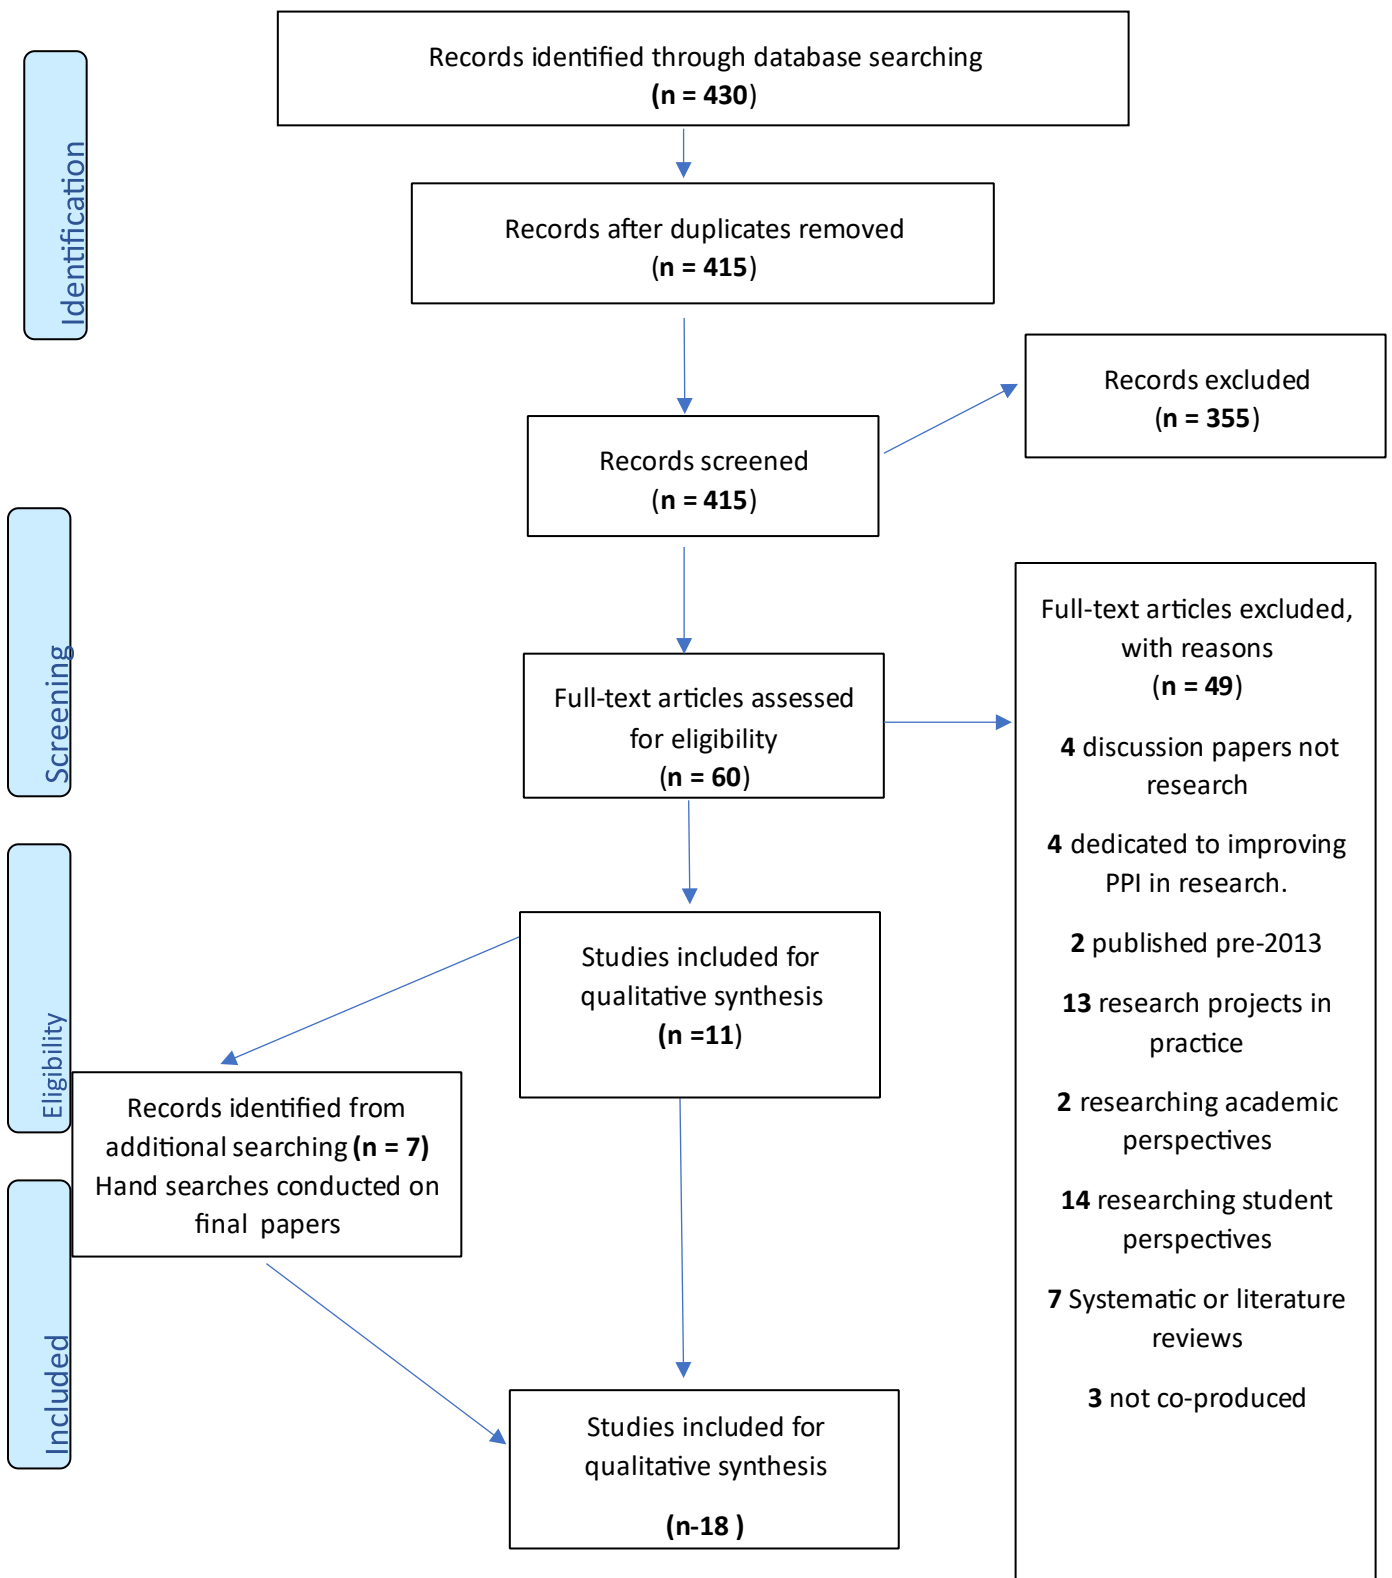 Identification
Records identified through database searching
(n = 430)
Records after duplicates removed
(n = 415)
Records excluded
(n = 355)
Records screened
(n = 415)
Screening
Full-text articles assessed
for eligibility
(n = 60)
Full-text articles excluded,
with reasons
(n = 49)
4 discussion papers not
research
4 dedicated to improving
PPI in research.
2 published pre-2013
13 research projects in
practice
2 researching academic
perspectives
14 researching student
perspectives
7 Systematic or literature
reviews
3 not co-produced
Eligibility
Studies included for
qualitative synthesis
(n =11)
Records identified from
additional searching (n = 7)
Hand searches conducted on
final papers
Included
Studies included for
qualitative synthesis
(n-18 )